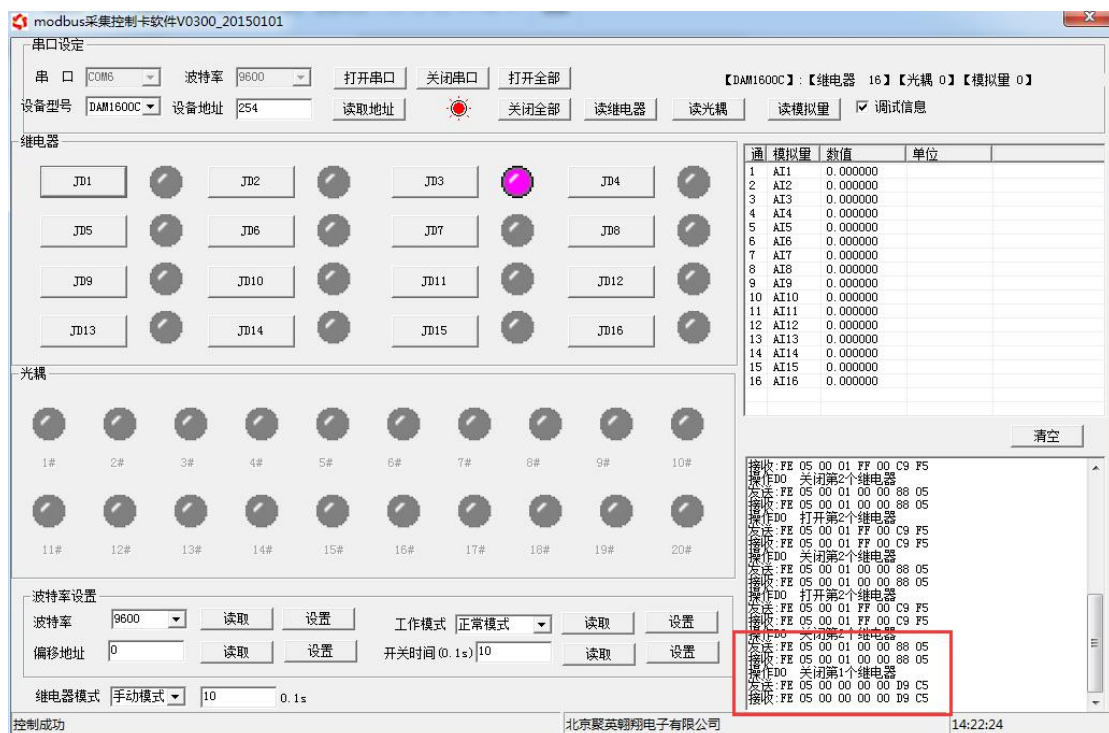 modbus采集控制卡软件V0300_20150101
串口设定
串 口 COM6 波特率 9600 打开串口 关闭串口 打开全部 【DAM1600C】:【继电器 16】【光耦 0】【模拟量 0】
设备型号 DAM1600C 设备地址 254 读取地址 关闭全部 读继电器 读光耦 读模拟量 调试信息
继电器
JD1 JD2 JD3 JD4
JD5 JD6 JD7 JD8
JD9 JD10 JD11 JD12
JD13 JD14 JD15 JD16
通 模拟量 数值 单位
1 AI1 0.000000
2 AI2 0.000000
3 AI3 0.000000
4 AI4 0.000000
5 AI5 0.000000
6 AI6 0.000000
7 AI7 0.000000
8 AI8 0.000000
9 AI9 0.000000
10 AI10 0.000000
11 AI11 0.000000
12 AI12 0.000000
13 AI13 0.000000
14 AI14 0.000000
15 AI15 0.000000
16 AI16 0.000000
清空
光耦
1# 2# 3# 4# 5# 6# 7# 8# 9# 10#
11# 12# 13# 14# 15# 16# 17# 18# 19# 20#
接收:FE 05 00 01 FF 00 C9 F5
操作DO 关闭第2个继电器
发送:FE 05 00 01 00 00 88 05
接收:FE 05 00 01 00 00 88 05
操作DO 打开第2个继电器
发送:FE 05 00 01 FF 00 C9 F5
接收:FE 05 00 01 FF 00 C9 F5
操作DO 关闭第2个继电器
发送:FE 05 00 01 00 00 88 05
接收:FE 05 00 01 00 00 88 05
操作DO 打开第2个继电器
发送:FE 05 00 01 FF 00 C9 F5
接收:FE 05 00 01 FF 00 C9 F5
操作DO 关闭第2个继电器
发送:FE 05 00 01 00 00 88 05
接收:FE 05 00 01 00 00 88 05
操作DO 关闭第1个继电器
发送:FE 05 00 00 00 00 D9 C5
接收:FE 05 00 00 00 00 D9 C5
波特率设置
波特率 9600 读取 设置 工作模式 正常模式 读取 设置
偏移地址 0 读取 设置 开关时间(0.1s) 10 读取 设置
继电器模式 手动模式 10 0.1s
控制成功 北京聚英翱翔电子有限公司 14:22:24